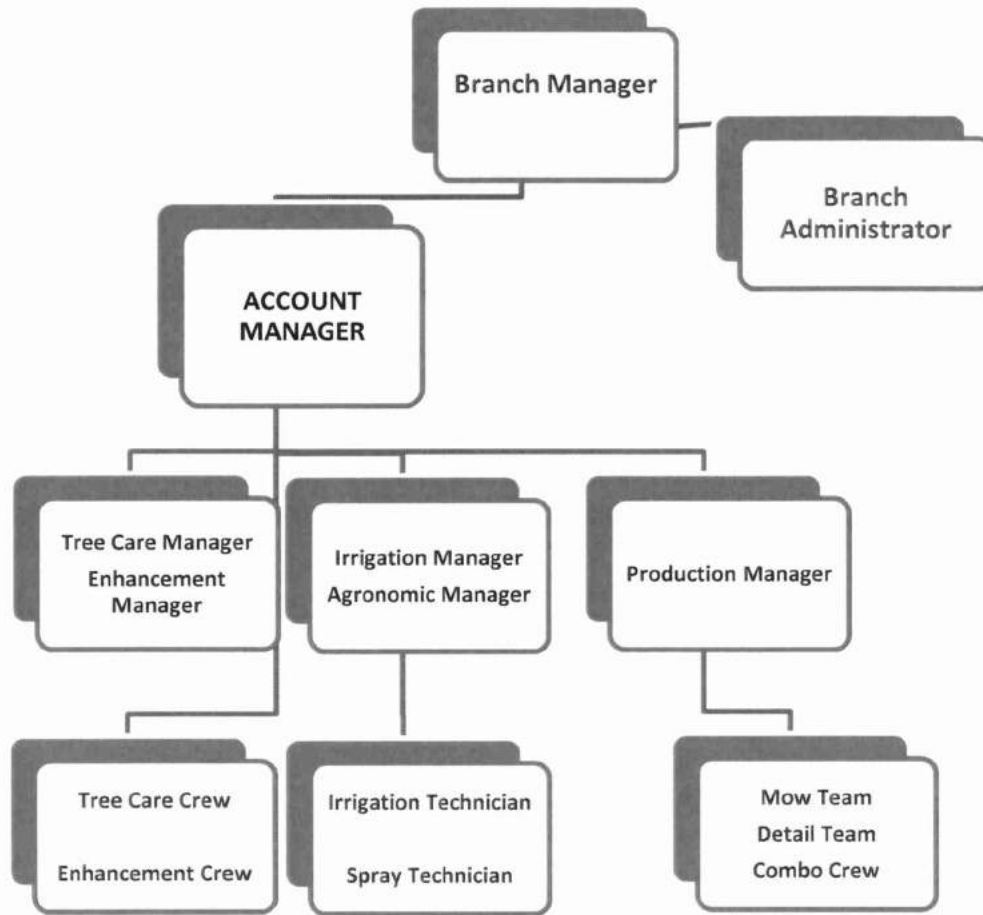 Branch Manager
Branch
Administrator
ACCOUNT
MANAGER
Tree Care Manager
Enhancement
Manager
Irrigation Manager
Agronomic Manager
Production Manager
Tree Care Crew
Enhancement Crew
Irrigation Technician
Spray Technician
Mow Team
Detail Team
Combo Crew